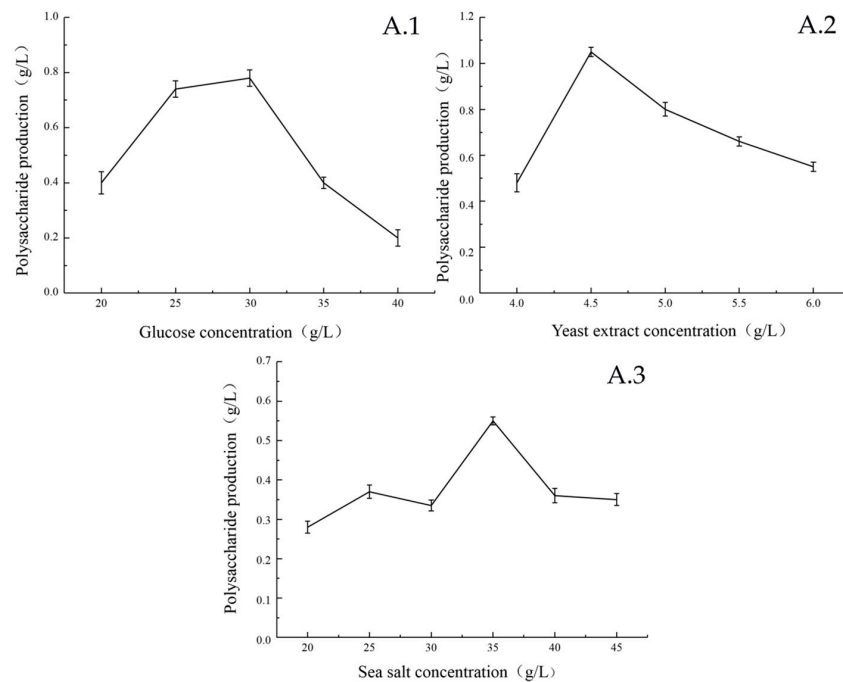 A.1
Polysaccharide production（g/L）
1.0
0.8
0.6
0.4
0.2
0.0
20 25 30 35 40
Glucose concentration（g/L）
A.2
Polysaccharide production（g/L）
1.2
1.0
0.8
0.6
0.4
0.2
0.0
4.0 4.5 5.0 5.5 6.0
Yeast extract concentration（g/L）
A.3
Polysaccharide production（g/L）
0.7
0.6
0.5
0.4
0.3
0.2
0.1
0.0
20 25 30 35 40 45
Sea salt concentration（g/L）